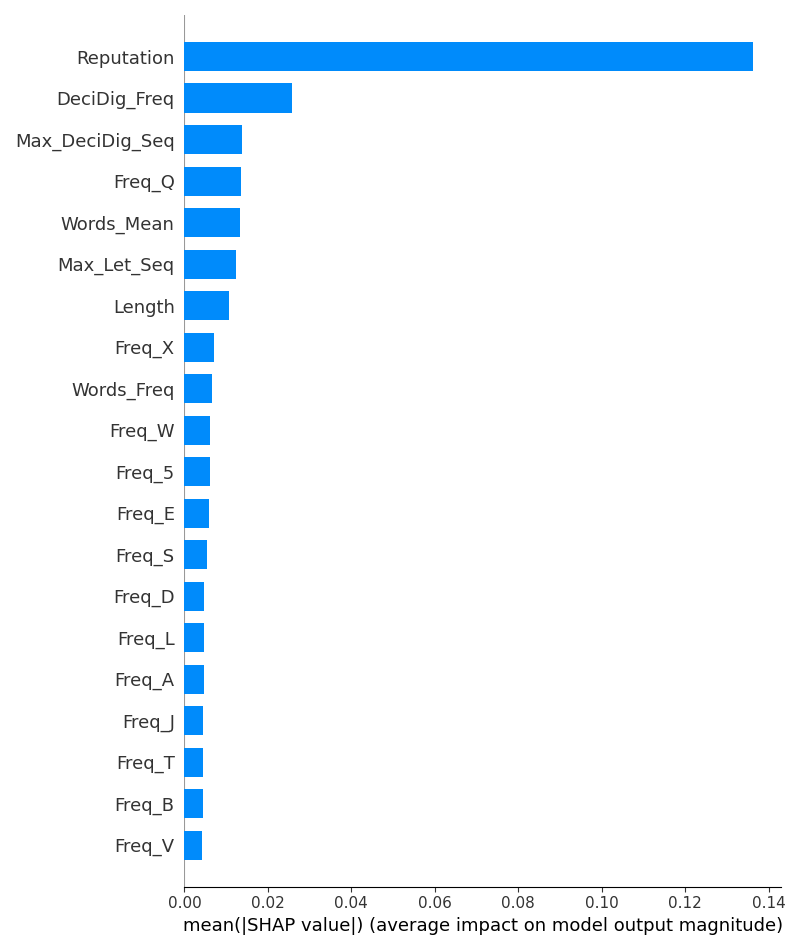 Reputation
DeciDig_Freq
Max_DeciDig_Seq
Freq_Q
Words_Mean
Max_Let_Seq
Length
Freq_X
Words_Freq
Freq_W
Freq_5
Freq_E
Freq_S
Freq_D
Freq_L
Freq_A
Freq_J
Freq_T
Freq_B
Freq_V
0.00 0.02 0.04 0.06 0.08 0.10 0.12 0.14
mean(|SHAP value|) (average impact on model output magnitude)